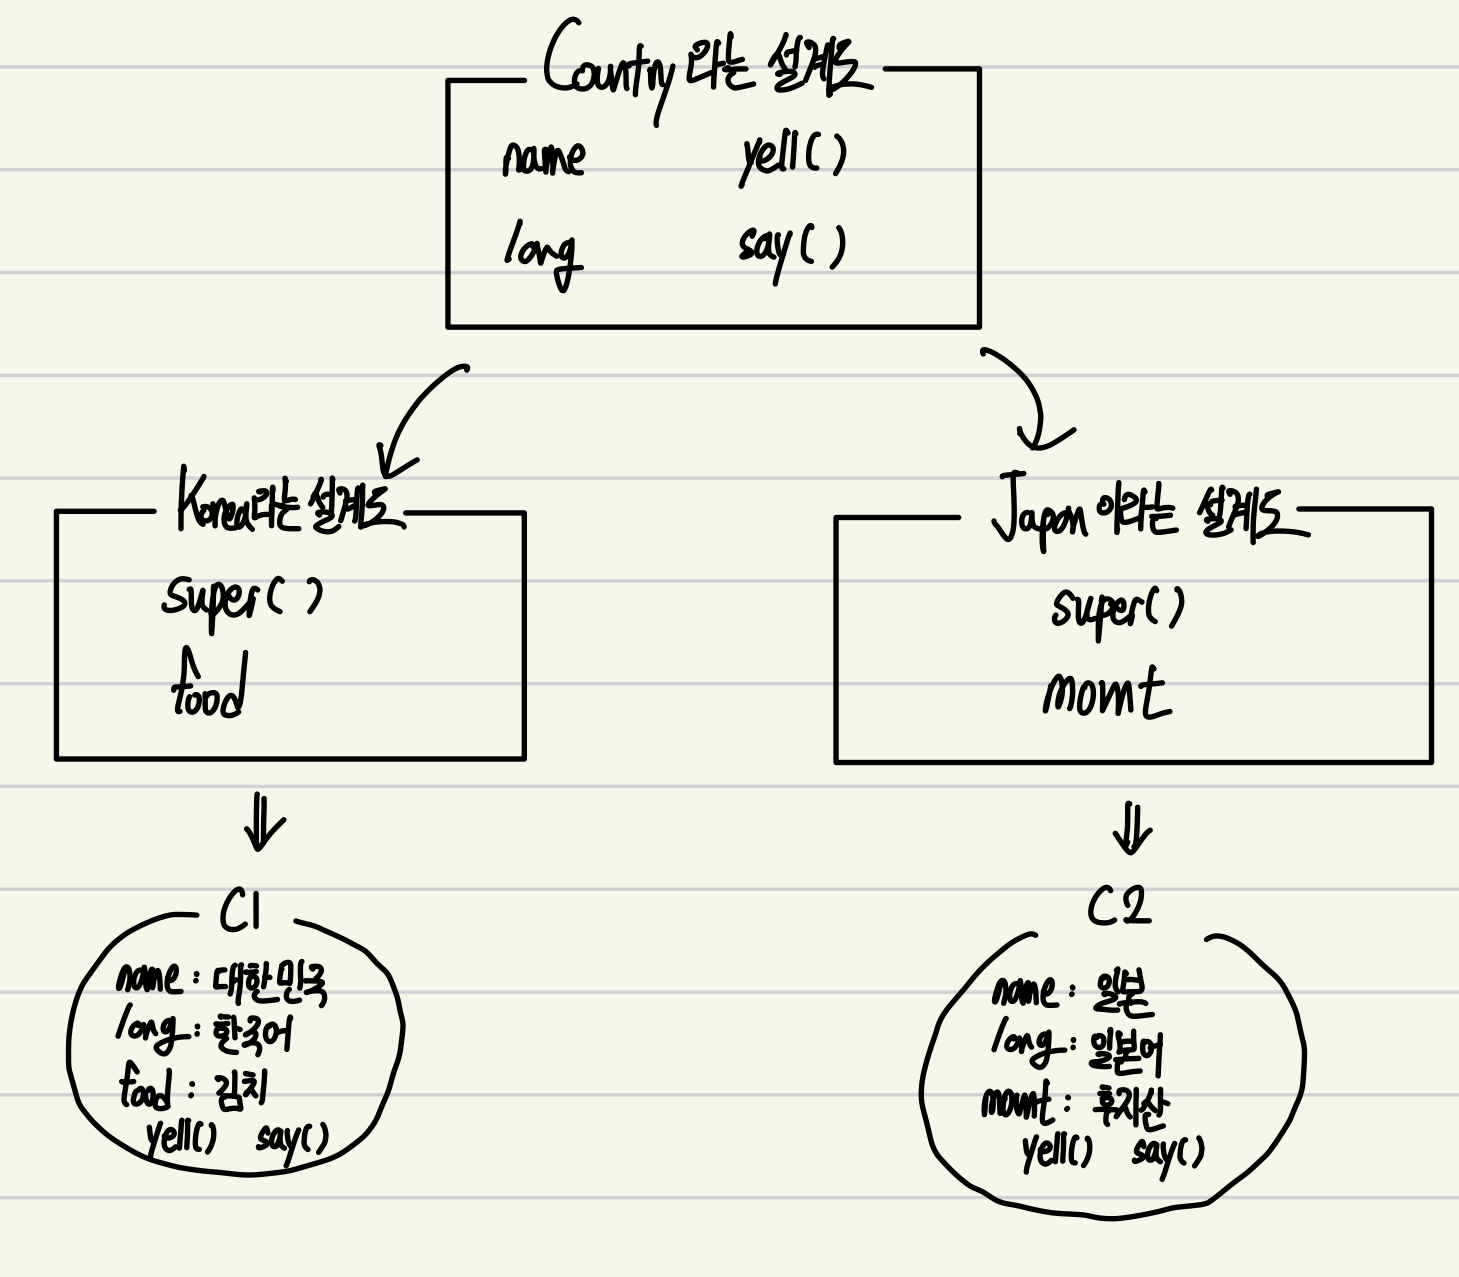 Country 라는 설계도
name yell()
long say()
Korea라는 설계도
super()
food
Japan 이라는 설계도
super()
momt
C1
name : 대한민국
long : 한국어
food : 김치
yell() say()
C2
name : 일본
long : 일본어
momt : 후지산
yell() say()